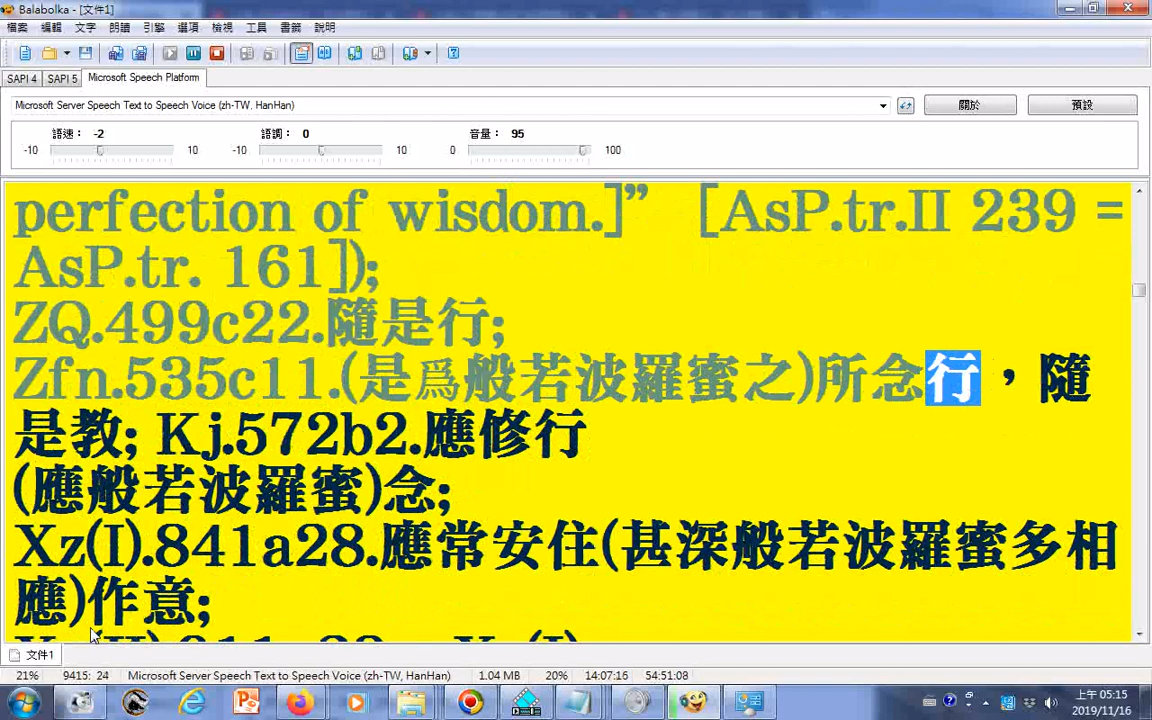 Balabolka - [文件1]
檔案 編輯 文字 朗讀 引擎 選項 檢視 工具 書籤 說明
SAPI 4 SAPI 5 Microsoft Speech Platform
Microsoft Server Speech Text to Speech Voice (zh-TW, HanHan)
關於 預設
語速： -2 語調： 0 音量： 95
-10 10 -10 10 0 100
perfection of wisdom.]” [AsP.tr.II 239 =
AsP.tr. 161]);
ZQ.499c22.隨是行;
Zfn.535c11.(是爲般若波羅蜜之)所念行，隨
是教; Kj.572b2.應修行
(應般若波羅蜜)念;
Xz(I).841a28.應常安住(甚深般若波羅蜜多相
應)作意;
文件1
21% 9415: 24 Microsoft Server Speech Text to Speech Voice (zh-TW, HanHan) 1.04 MB 20% 14:07:16 54:51:08
上午 05:15
2019/11/16